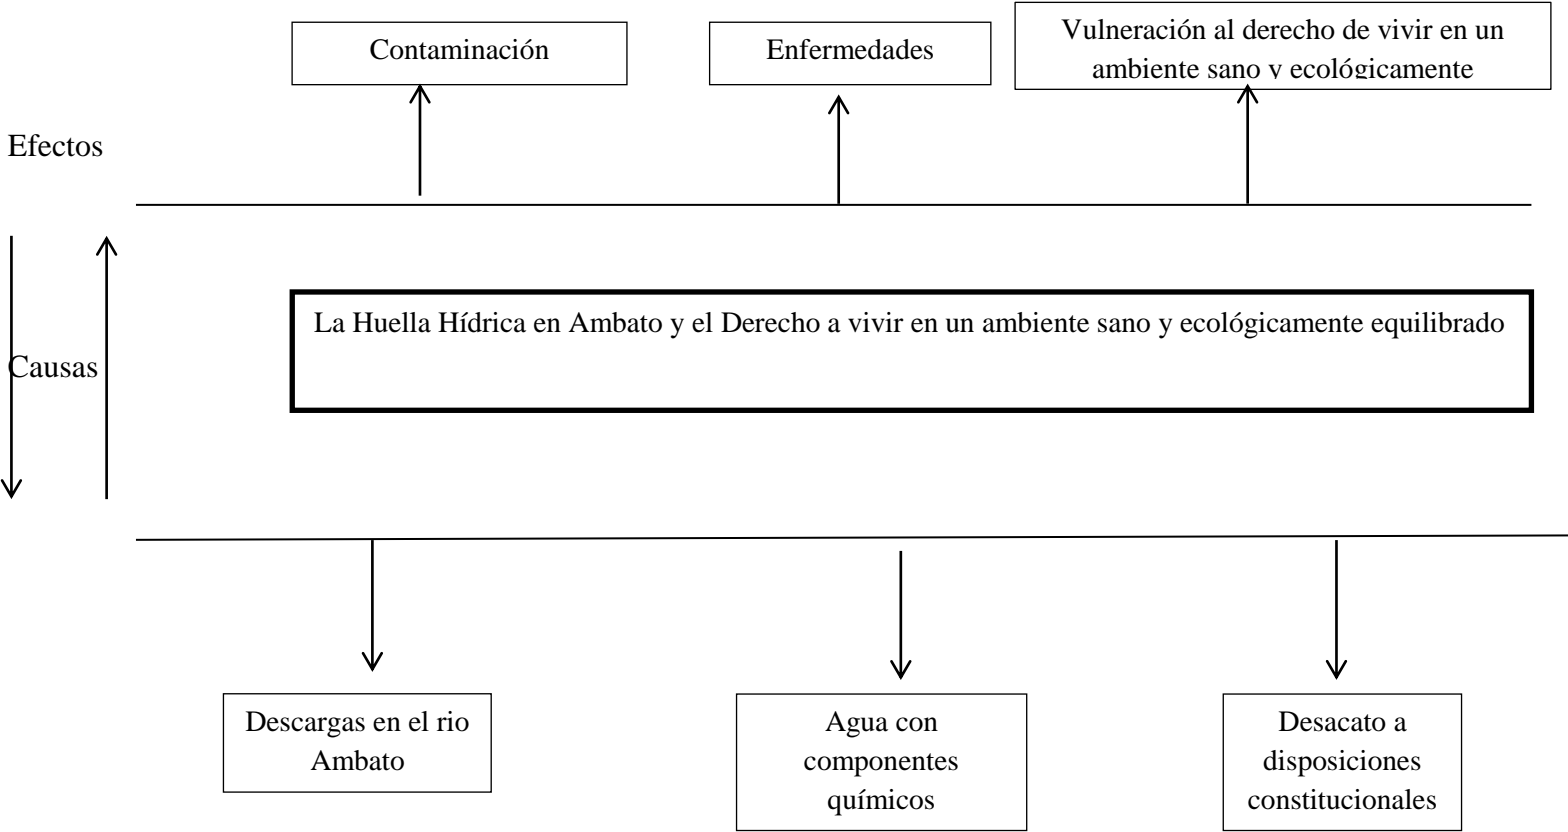 Contaminación
Enfermedades
Vulneración al derecho de vivir en un
ambiente sano y ecológicamente
Efectos
La Huella Hídrica en Ambato y el Derecho a vivir en un ambiente sano y ecológicamente equilibrado
Causas
Descargas en el rio
Ambato
Agua con
componentes
químicos
Desacato a
disposiciones
constitucionales